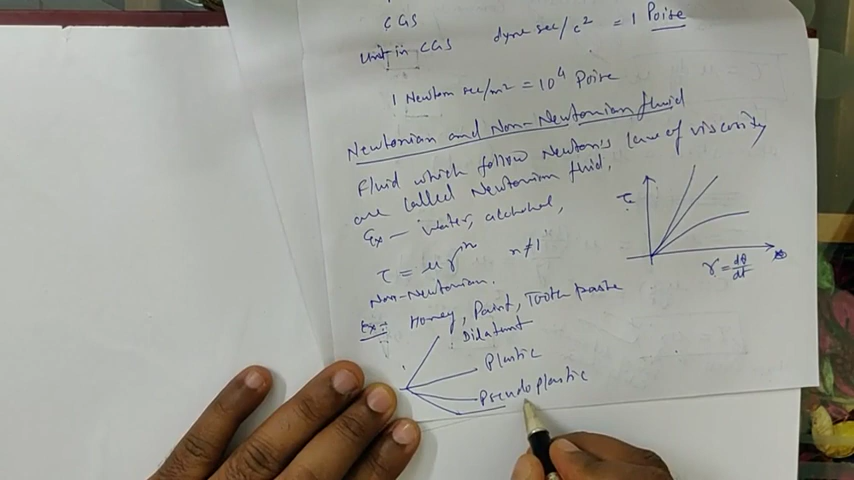 CGS
Unit in CGS dyne sec/c² = 1 Poise
1 Newton sec/m² = 10⁴ Poise
Newtonian and Non-Newtonian fluid
Fluid which follow Newton's law of viscosity
are called Newtonian fluid.
Ex — Water, alcohol,
τ = μ γⁿ n ≠ 1
Non-Newtonian.
Ex:- Honey, Paint, Tooth paste
Dilatant
Plastic
Pseudoplastic
τ
γ = dθ/dt